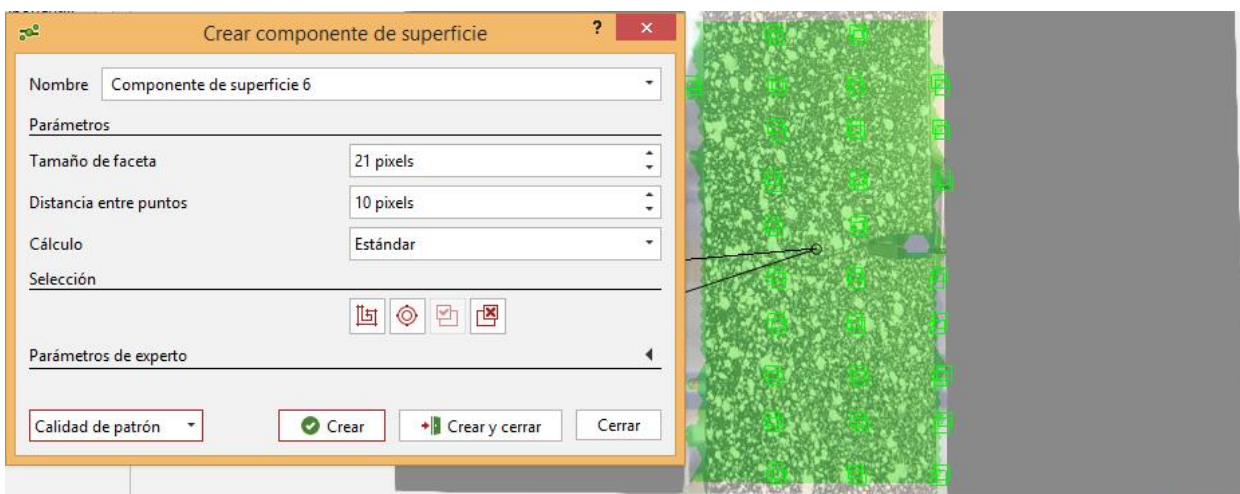 Crear componente de superficie
?
Nombre Componente de superficie 6
Parámetros
Tamaño de faceta 21 pixels
Distancia entre puntos 10 pixels
Cálculo Estándar
Selección
Parámetros de experto
Calidad de patrón Crear Crear y cerrar Cerrar